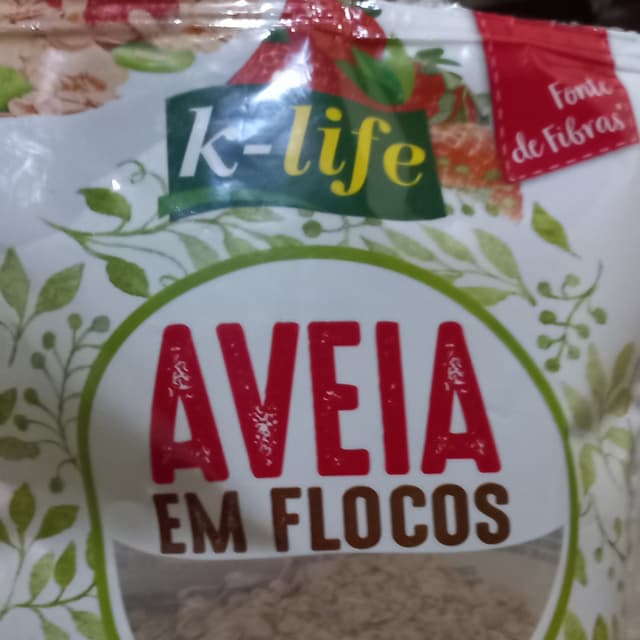 k-life
Fonte
de Fibras*
AVEIA
EM FLOCOS